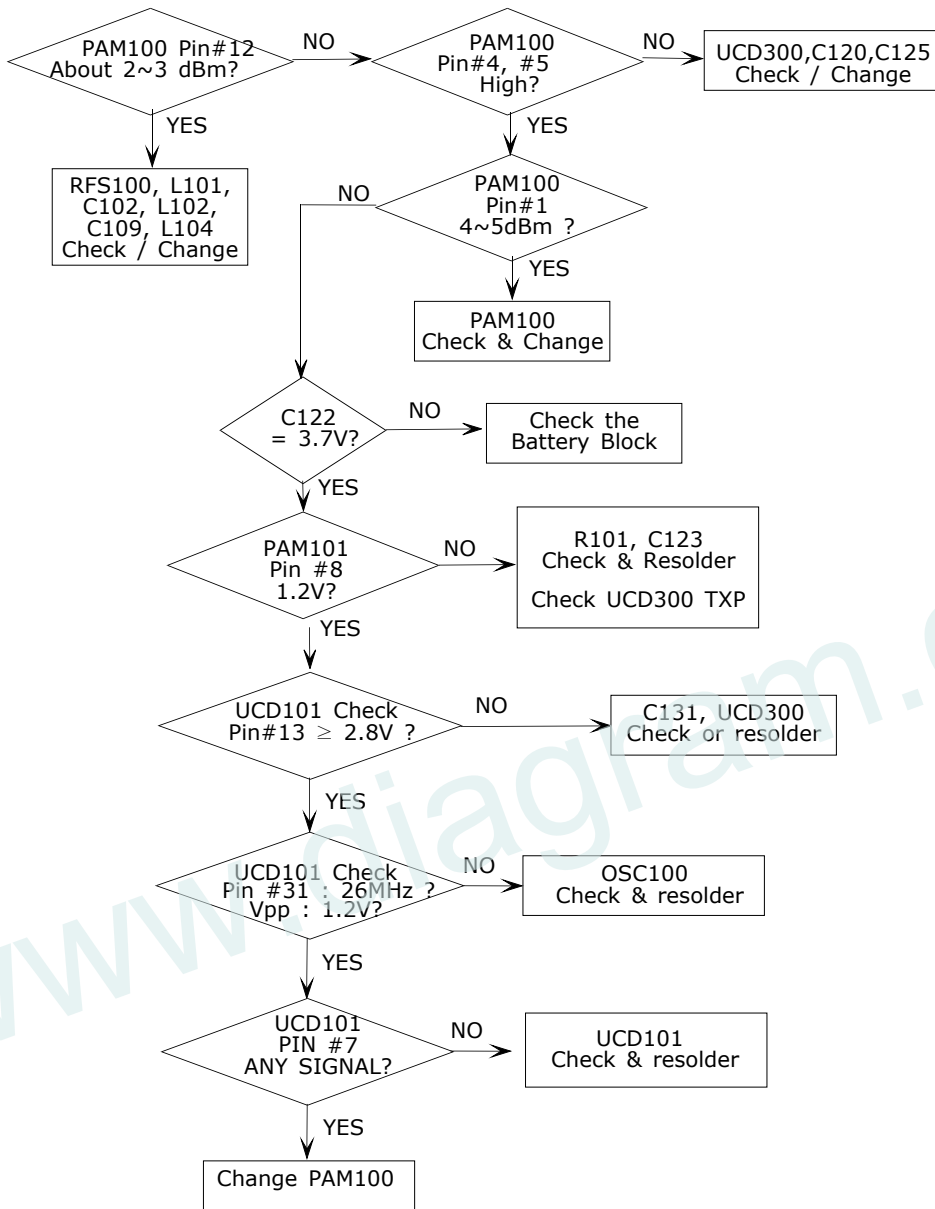 PAM100 Pin#12
About 2~3 dBm?
NO
PAM100
Pin#4, #5
High?
NO
UCD300,C120,C125
Check / Change
YES
YES
RFS100, L101,
C102, L102,
C109, L104
Check / Change
NO
PAM100
Pin#1
4~5dBm ?
YES
PAM100
Check & Change
C122
= 3.7V?
NO
Check the
Battery Block
YES
PAM101
Pin #8
1.2V?
NO
R101, C123
Check & Resolder
Check UCD300 TXP
YES
UCD101 Check
Pin#13 ≥ 2.8V ?
NO
C131, UCD300
Check or resolder
YES
UCD101 Check
Pin #31 : 26MHz ?
Vpp : 1.2V?
NO
OSC100
Check & resolder
YES
UCD101
PIN #7
ANY SIGNAL?
NO
UCD101
Check & resolder
YES
Change PAM100
www.diagram.